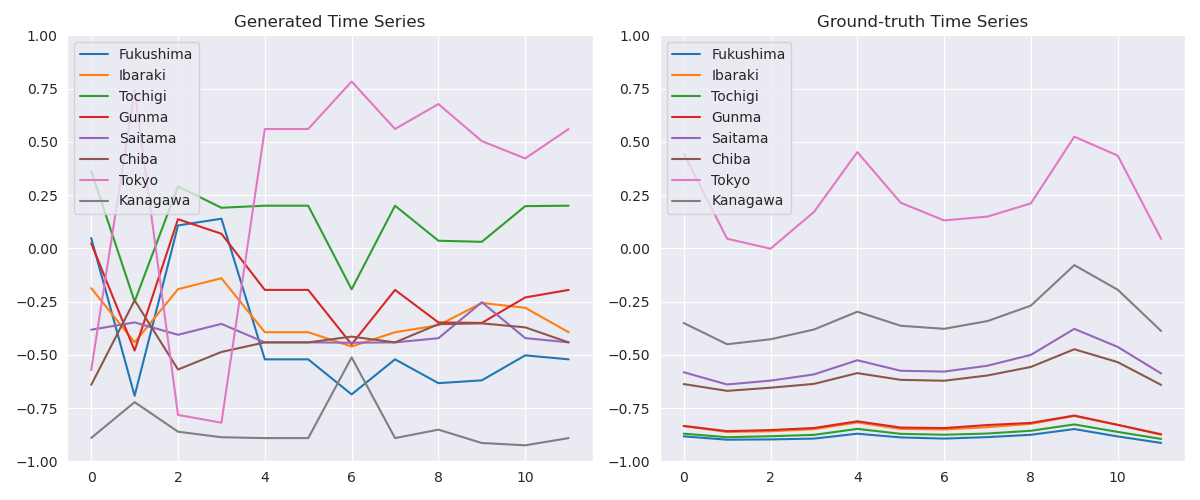 Generated Time Series
1.00
0.75
0.50
0.25
0.00
−0.25
−0.50
−0.75
−1.00
0 2 4 6 8 10
Fukushima
Ibaraki
Tochigi
Gunma
Saitama
Chiba
Tokyo
Kanagawa
Ground-truth Time Series
1.00
0.75
0.50
0.25
0.00
−0.25
−0.50
−0.75
−1.00
0 2 4 6 8 10
Fukushima
Ibaraki
Tochigi
Gunma
Saitama
Chiba
Tokyo
Kanagawa